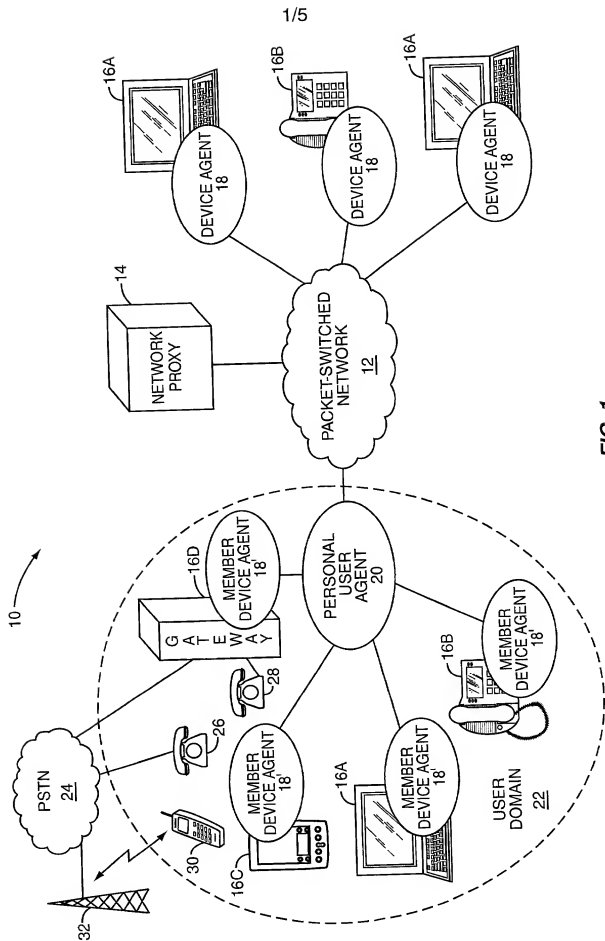 1/5
10
32
PSTN
24
30
26
28
GATEWAY
16D
MEMBER
DEVICE AGENT
18'
16C
MEMBER
DEVICE AGENT
18'
16A
MEMBER
DEVICE AGENT
18'
16B
MEMBER
DEVICE AGENT
18'
USER
DOMAIN
22
PERSONAL
USER
AGENT
20
NETWORK
PROXY
14
PACKET-SWITCHED
NETWORK
12
16A
DEVICE AGENT
18
16B
DEVICE AGENT
18
16A
DEVICE AGENT
18
FIG. 1